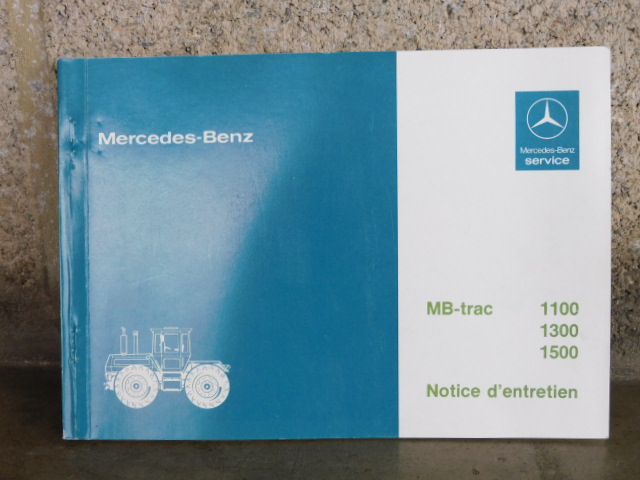 Mercedes-Benz
Mercedes-Benz
service
MB-trac 1100
1300
1500
Notice d'entretien